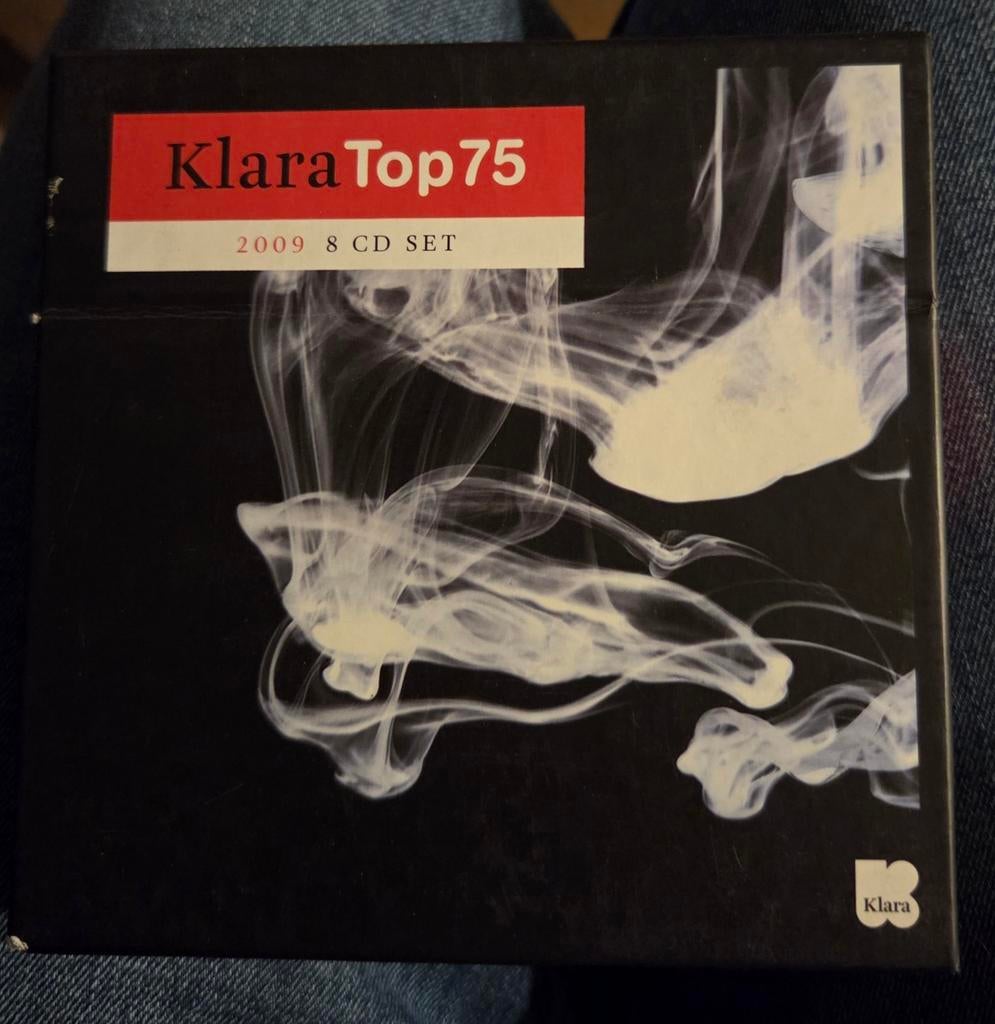 Klara Top75
2009 8 CD SET
Klara